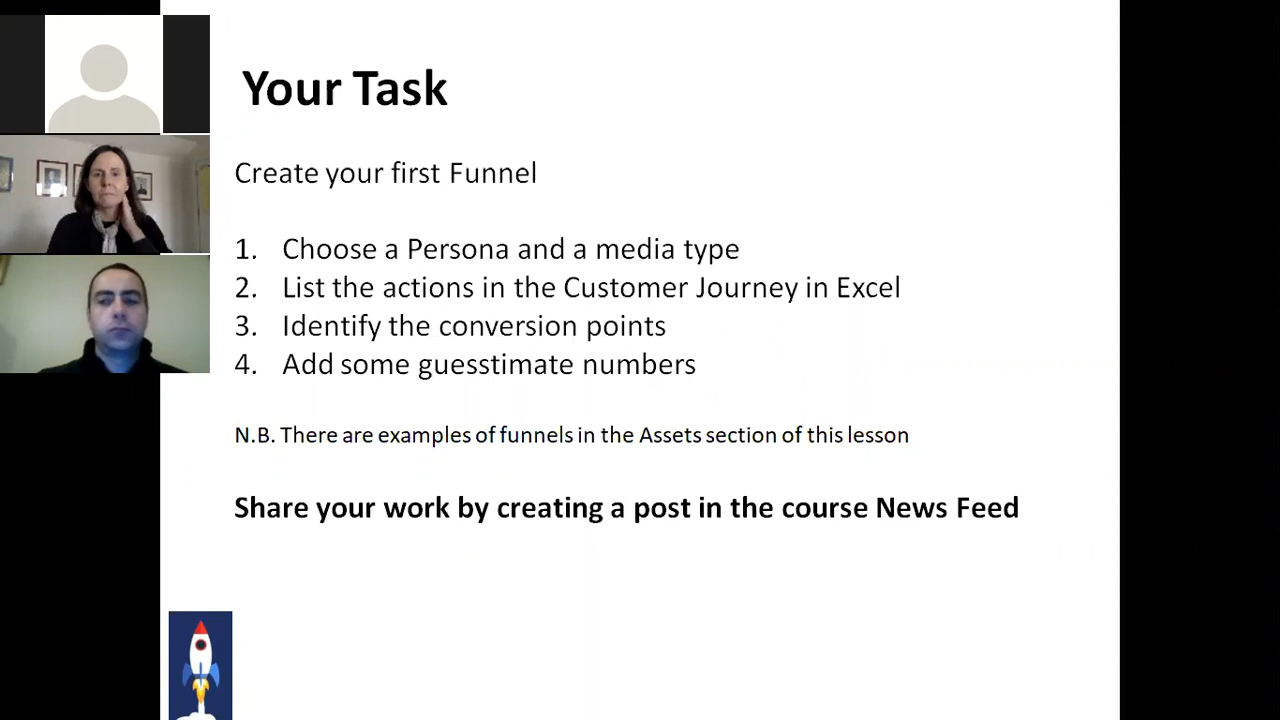 Your Task
Create your first Funnel
1. Choose a Persona and a media type
2. List the actions in the Customer Journey in Excel
3. Identify the conversion points
4. Add some guesstimate numbers
N.B. There are examples of funnels in the Assets section of this lesson
Share your work by creating a post in the course News Feed